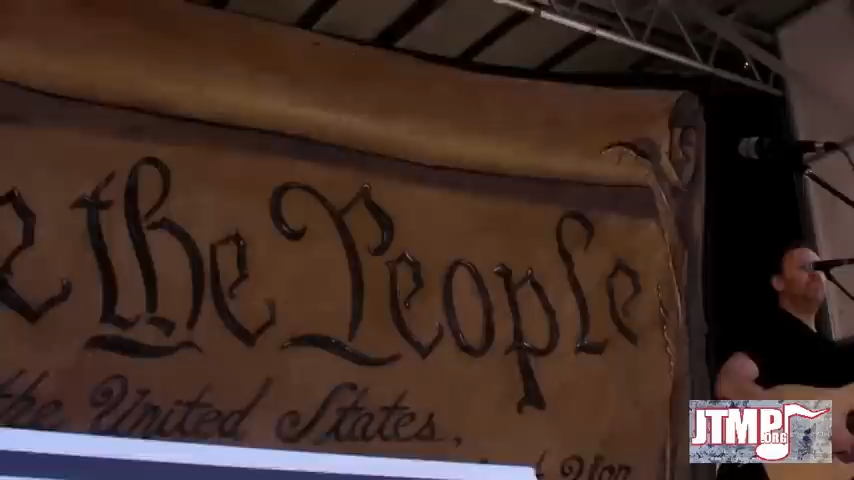 e the People
the United States,
JTMP
.ORG